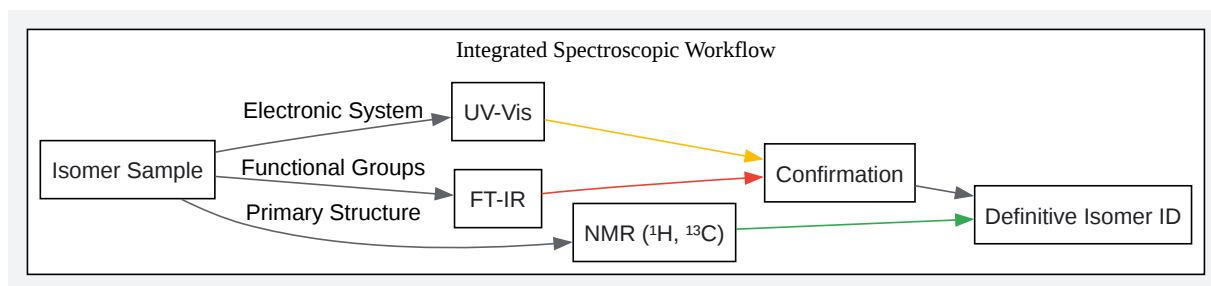 Integrated Spectroscopic Workflow
Electronic System
UV-Vis
Isomer Sample
Functional Groups
FT-IR
Confirmation
Primary Structure
NMR (¹H, ¹³C)
Definitive Isomer ID